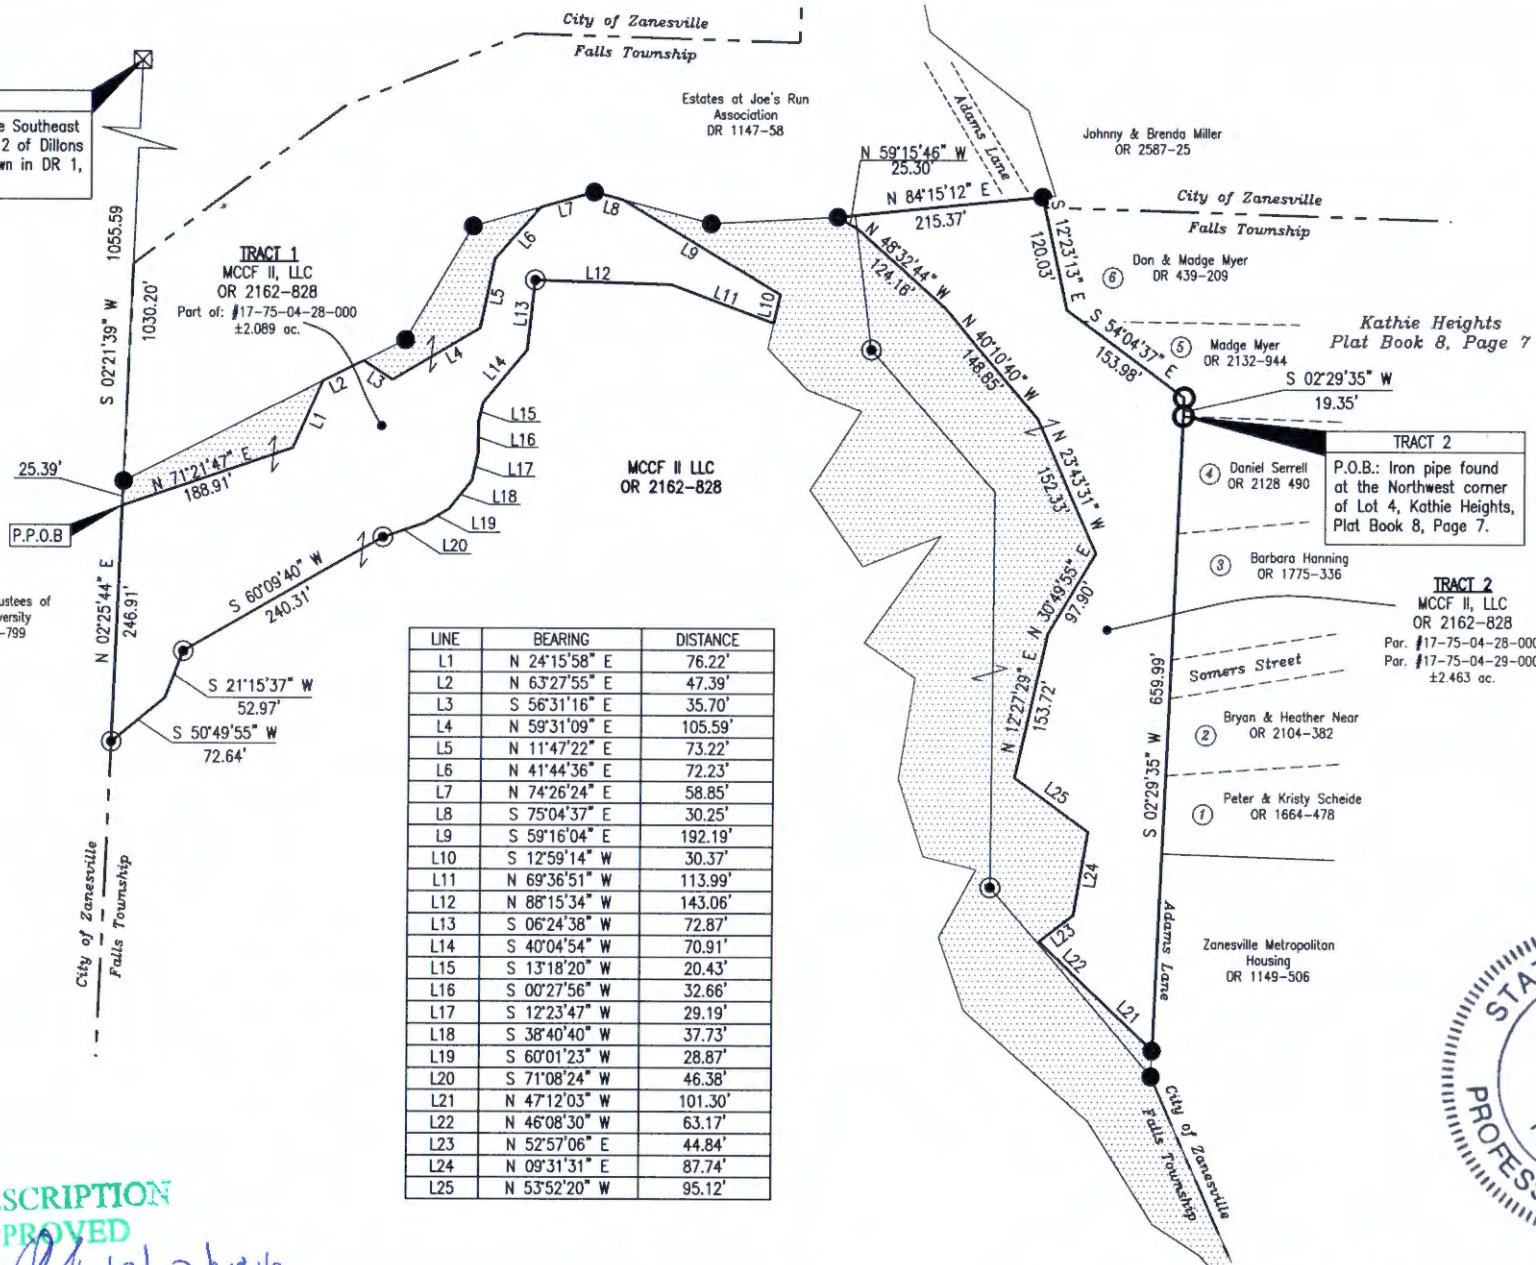 City of Zanesville
Falls Township
e Southeast
2 of Dillons
wn in DR 1,
Estates at Joe's Run
Association
DR 1147-58
Adams Lane
Johnny & Brenda Miller
OR 2587-25
N 59°15'46" W
25.30'
N 84°15'12" E
215.37'
City of Zanesville
Falls Township
S 02°21'39" W 1055.59
1030.20'
TRACT 1
MCCF II, LLC
OR 2162-828
Part of: #17-75-04-28-000
±2.089 ac.
L7
L8
L6
L9
L12
L11
L10
L5
L13
L4
L3
L2
L14
L1
L15
L16
L17
L18
L19
L20
N 48°32'44" W
124.16'
S 12°23'13" E
120.03'
6
Don & Madge Myer
DR 439-209
Kathie Heights
Plat Book 8, Page 7
S 54°04'37" E
153.98'
5
Madge Myer
OR 2132-944
S 02°29'35" W
19.35'
N 40°10'40" W
148.85'
TRACT 2
P.O.B.: Iron pipe found
at the Northwest corner
of Lot 4, Kathie Heights,
Plat Book 8, Page 7.
4
Daniel Serrell
OR 2128 490
25.39'
N 71°21'47" E
188.91'
P.P.O.B
MCCF II LLC
OR 2162-828
N 23°43'31" W
152.33'
3
Barbara Hanning
OR 1775-336
N 02°25'44" E
246.91'
S 60°09'40" W
240.31'
ustees of
versity
-799
N 30°49'55" E
97.90'
TRACT 2
MCCF II, LLC
OR 2162-828
Par. #17-75-04-28-000
Par. #17-75-04-29-000
±2.463 ac.
S 21°15'37" W
52.97'
S 50°49'55" W
72.64'
N 12°27'29" E
153.72'
Somers Street
S 02°29'35" W 659.99'
2
Bryan & Heather Near
OR 2104-382
1
Peter & Kristy Scheide
OR 1664-478
L25
L24
L23
L22
L21
Adams Lane
Zanesville Metropolitan
Housing
DR 1149-506
City of Zanesville
Falls Township
City of Zanesville
Falls Township
LINE BEARING DISTANCE
L1 N 24°15'58" E 76.22'
L2 N 63°27'55" E 47.39'
L3 S 56°31'16" E 35.70'
L4 N 59°31'09" E 105.59'
L5 N 11°47'22" E 73.22'
L6 N 41°44'36" E 72.23'
L7 N 74°26'24" E 58.85'
L8 S 75°04'37" E 30.25'
L9 S 59°16'04" E 192.19'
L10 S 12°59'14" W 30.37'
L11 N 69°36'51" W 113.99'
L12 N 88°15'34" W 143.06'
L13 S 06°24'38" W 72.87'
L14 S 40°04'54" W 70.91'
L15 S 13°18'20" W 20.43'
L16 S 00°27'56" W 32.66'
L17 S 12°23'47" W 29.19'
L18 S 38°40'40" W 37.73'
L19 S 60°01'23" W 28.87'
L20 S 71°08'24" W 46.38'
L21 N 47°12'03" W 101.30'
L22 N 46°08'30" W 63.17'
L23 N 52°57'06" E 44.84'
L24 N 09°31'31" E 87.74'
L25 N 53°52'20" W 95.12'
STA
PROFESS
SCRIPTION
PPROVED